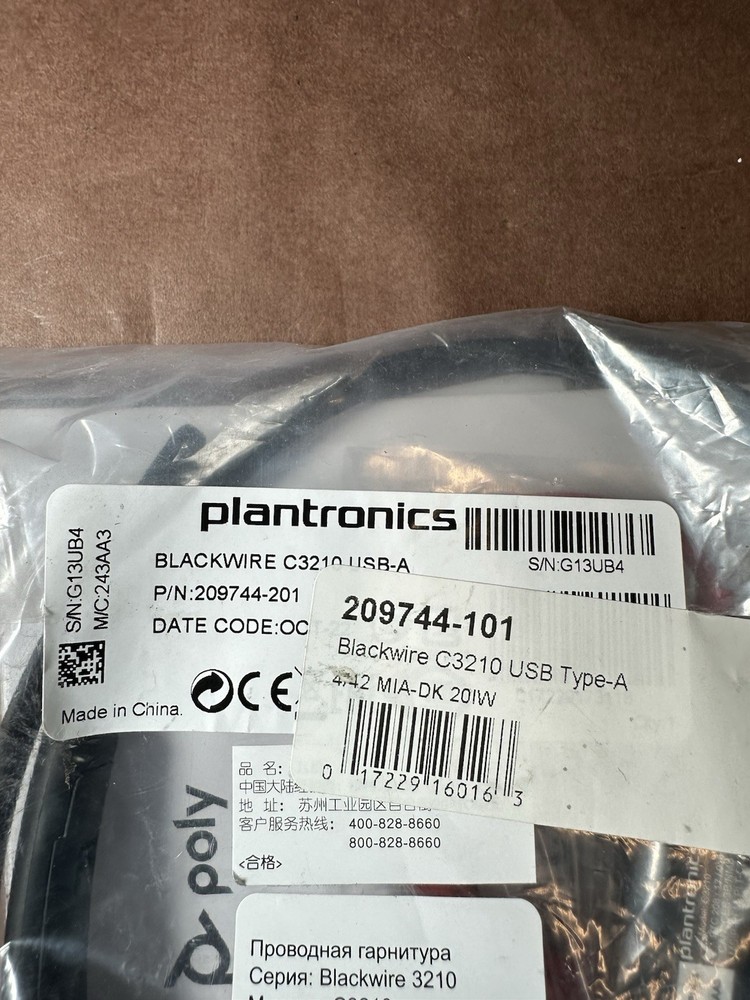 plantronics
S/N:G13UB4
M/C:243AA3
BLACKWIRE C3210 USB-A
S/N:G13UB4
P/N:209744-201
DATE CODE:OC
CE
Made in China.
209744-101
Blackwire C3210 USB Type-A
4/42 MIA-DK 20IW
0 17229 16016 3
品 名:
中国大陆
地 址: 苏州工业园区
客户服务热线: 400-828-8660
800-828-8660
<合格>
poly
Проводная гарнитура
Серия: Blackwire 3210
plantronics